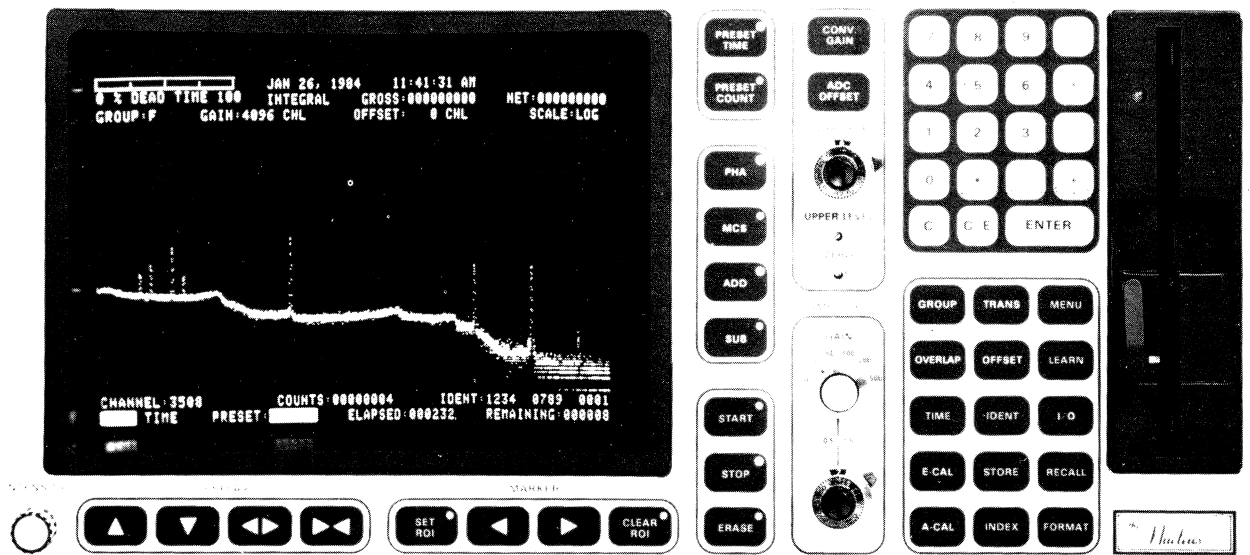 JAN 26, 1984 11:41:31 AM
0 % DEAD TIME 100 INTEGRAL GROSS:000000000 NET:000000000
GROUP:F GAIN:4096 CHL OFFSET: 0 CHL SCALE:LOG
CHANNEL:3508 COUNTS:00000004 IDENT:1234 0789 0001
TIME PRESET: ELAPSED:000232 REMAINING:000008
MARKER
SET ROI
CLEAR ROI
PRESET TIME
PRESET COUNT
PHA
MCS
ADD
SUB
START
STOP
ERASE
CONV GAIN
ADC OFFSET
UPPER LEVEL
GAIN
7 8 9
4 5 6
1 2 3
0
C C E ENTER
GROUP TRANS MENU
OVERLAP OFFSET LEARN
TIME IDENT I/O
E-CAL STORE RECALL
A-CAL INDEX FORMAT
the Nucleus